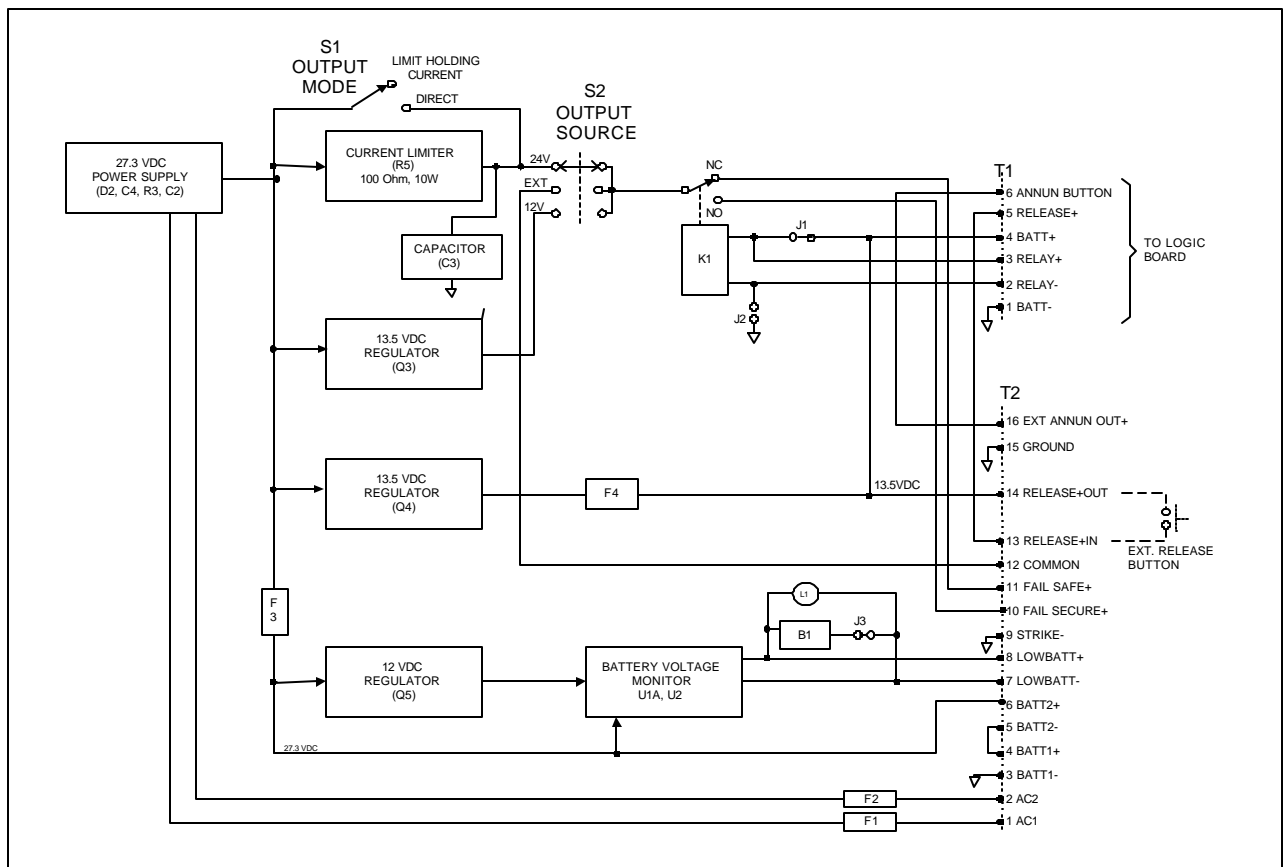 S1
OUTPUT
MODE
LIMIT HOLDING
CURRENT
DIRECT
S2
OUTPUT
SOURCE
27.3 VDC
POWER SUPPLY
(D2, C4, R3, C2)
CURRENT LIMITER
(R5)
100 Ohm, 10W
24V
EXT
12V
NC
NO
CAPACITOR
(C3)
K1
J1
J2
T1
6 ANNUN BUTTON
5 RELEASE+
4 BATT+
3 RELAY+
2 RELAY-
1 BATT-
TO LOGIC
BOARD
13.5 VDC
REGULATOR
(Q3)
13.5 VDC
REGULATOR
(Q4)
F4
13.5VDC
T2
16 EXT ANNUN OUT+
15 GROUND
14 RELEASE+OUT
13 RELEASE+IN
12 COMMON
11 FAIL SAFE+
10 FAIL SECURE+
9 STRIKE-
8 LOWBATT+
7 LOWBATT-
6 BATT2+
5 BATT2-
4 BATT1+
3 BATT1-
2 AC2
1 AC1
EXT. RELEASE
BUTTON
F
3
L1
B1
J3
12 VDC
REGULATOR
(Q5)
BATTERY VOLTAGE
MONITOR
U1A, U2
27.3 VDC
F2
F1